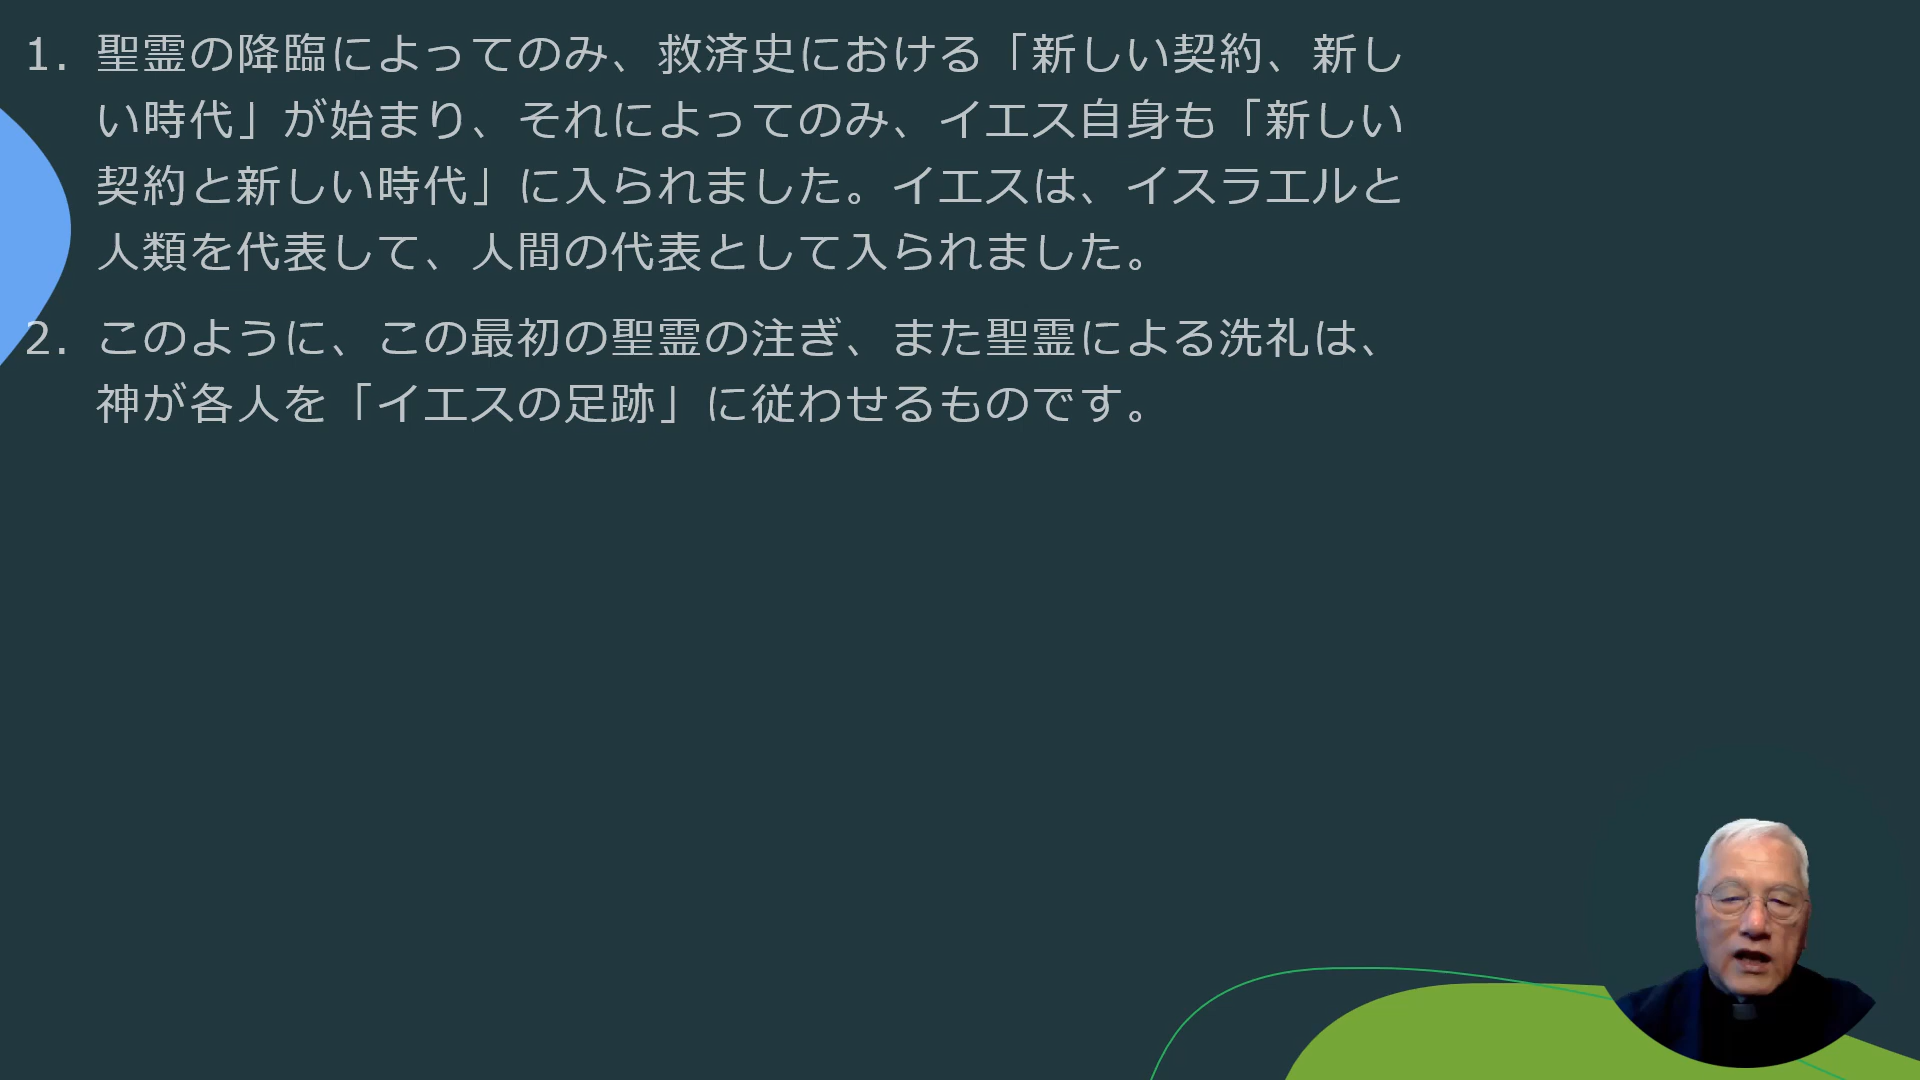 1. 聖霊の降臨によってのみ、救済史における「新しい契約、新し
い時代」が始まり、それによってのみ、イエス自身も「新しい
契約と新しい時代」に入られました。イエスは、イスラエルと
人類を代表して、人間の代表として入られました。
2. このように、この最初の聖霊の注ぎ、また聖霊による洗礼は、
神が各人を「イエスの足跡」に従わせるものです。